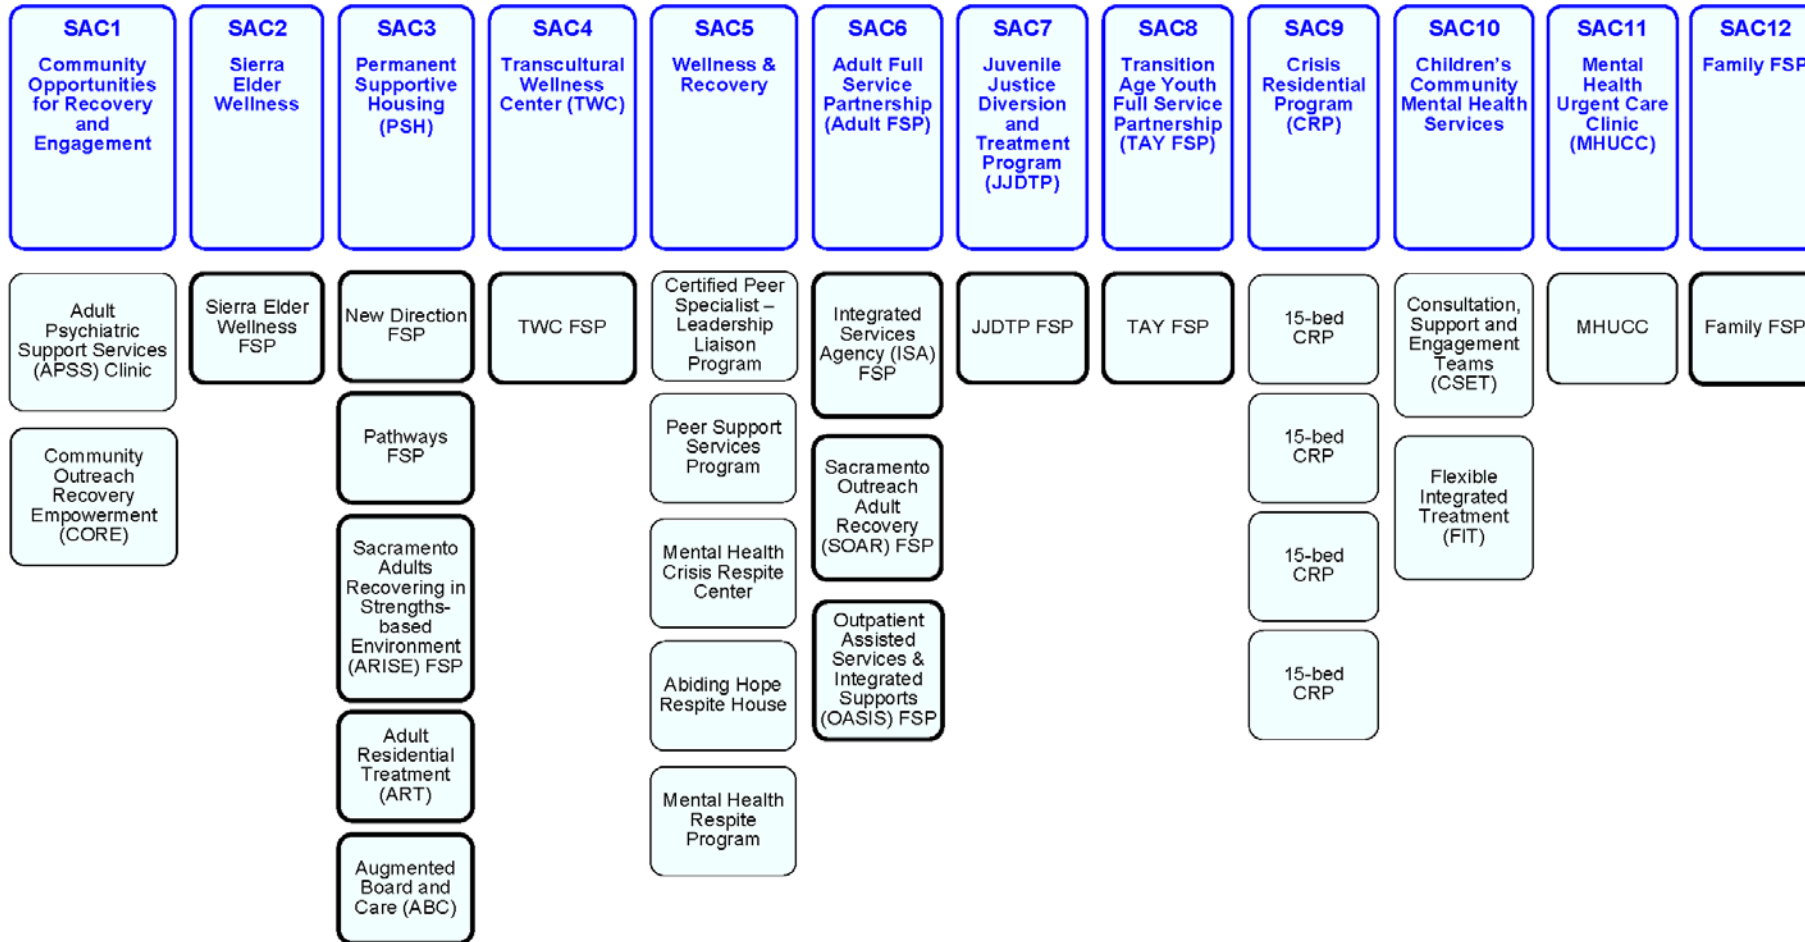 SAC1
Community
Opportunities
for Recovery
and
Engagement
SAC2
Sierra
Elder
Wellness
SAC3
Permanent
Supportive
Housing
(PSH)
SAC4
Transcultural
Wellness
Center (TWC)
SAC5
Wellness &
Recovery
SAC6
Adult Full
Service
Partnership
(Adult FSP)
SAC7
Juvenile
Justice
Diversion
and
Treatment
Program
(JJDTP)
SAC8
Transition
Age Youth
Full Service
Partnership
(TAY FSP)
SAC9
Crisis
Residential
Program
(CRP)
SAC10
Children's
Community
Mental Health
Services
SAC11
Mental
Health
Urgent Care
Clinic
(MHUCC)
SAC12
Family FSP
Adult
Psychiatric
Support Services
(APSS) Clinic
Community
Outreach
Recovery
Empowerment
(CORE)
Sierra Elder
Wellness
FSP
New Direction
FSP
Pathways
FSP
Sacramento
Adults
Recovering in
Strengths-
based
Environment
(ARISE) FSP
Adult
Residential
Treatment
(ART)
Augmented
Board and
Care (ABC)
TWC FSP
Certified Peer
Specialist –
Leadership
Liaison
Program
Peer Support
Services
Program
Mental Health
Crisis Respite
Center
Abiding Hope
Respite House
Mental Health
Respite
Program
Integrated
Services
Agency (ISA)
FSP
Sacramento
Outreach
Adult
Recovery
(SOAR) FSP
Outpatient
Assisted
Services &
Integrated
Supports
(OASIS) FSP
JJDTP FSP
TAY FSP
15-bed
CRP
15-bed
CRP
15-bed
CRP
15-bed
CRP
Consultation,
Support and
Engagement
Teams
(CSET)
Flexible
Integrated
Treatment
(FIT)
MHUCC
Family FSP